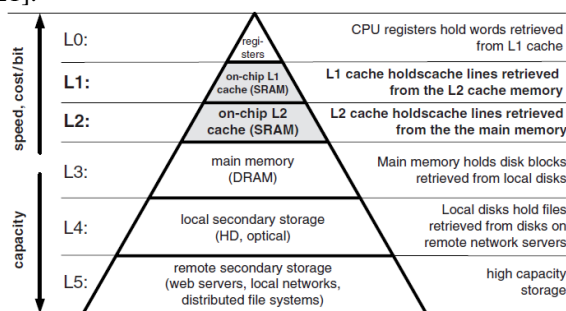 speed, cost/bit
capacity
L0:
regi-
sters
CPU registers hold words retrieved
from L1 cache
L1:
on-chip L1
cache (SRAM)
L1 cache holdscache lines retrieved
from the L2 cache memory
L2:
on-chip L2
cache (SRAM)
L2 cache holdscache lines retrieved
from the the main memory
L3:
main memory
(DRAM)
Main memory holds disk blocks
retrieved from local disks
L4:
local secondary storage
(HD, optical)
Local disks hold files
retrieved from disks on
remote network servers
L5:
remote secondary storage
(web servers, local networks,
distributed file systems)
high capacity
storage